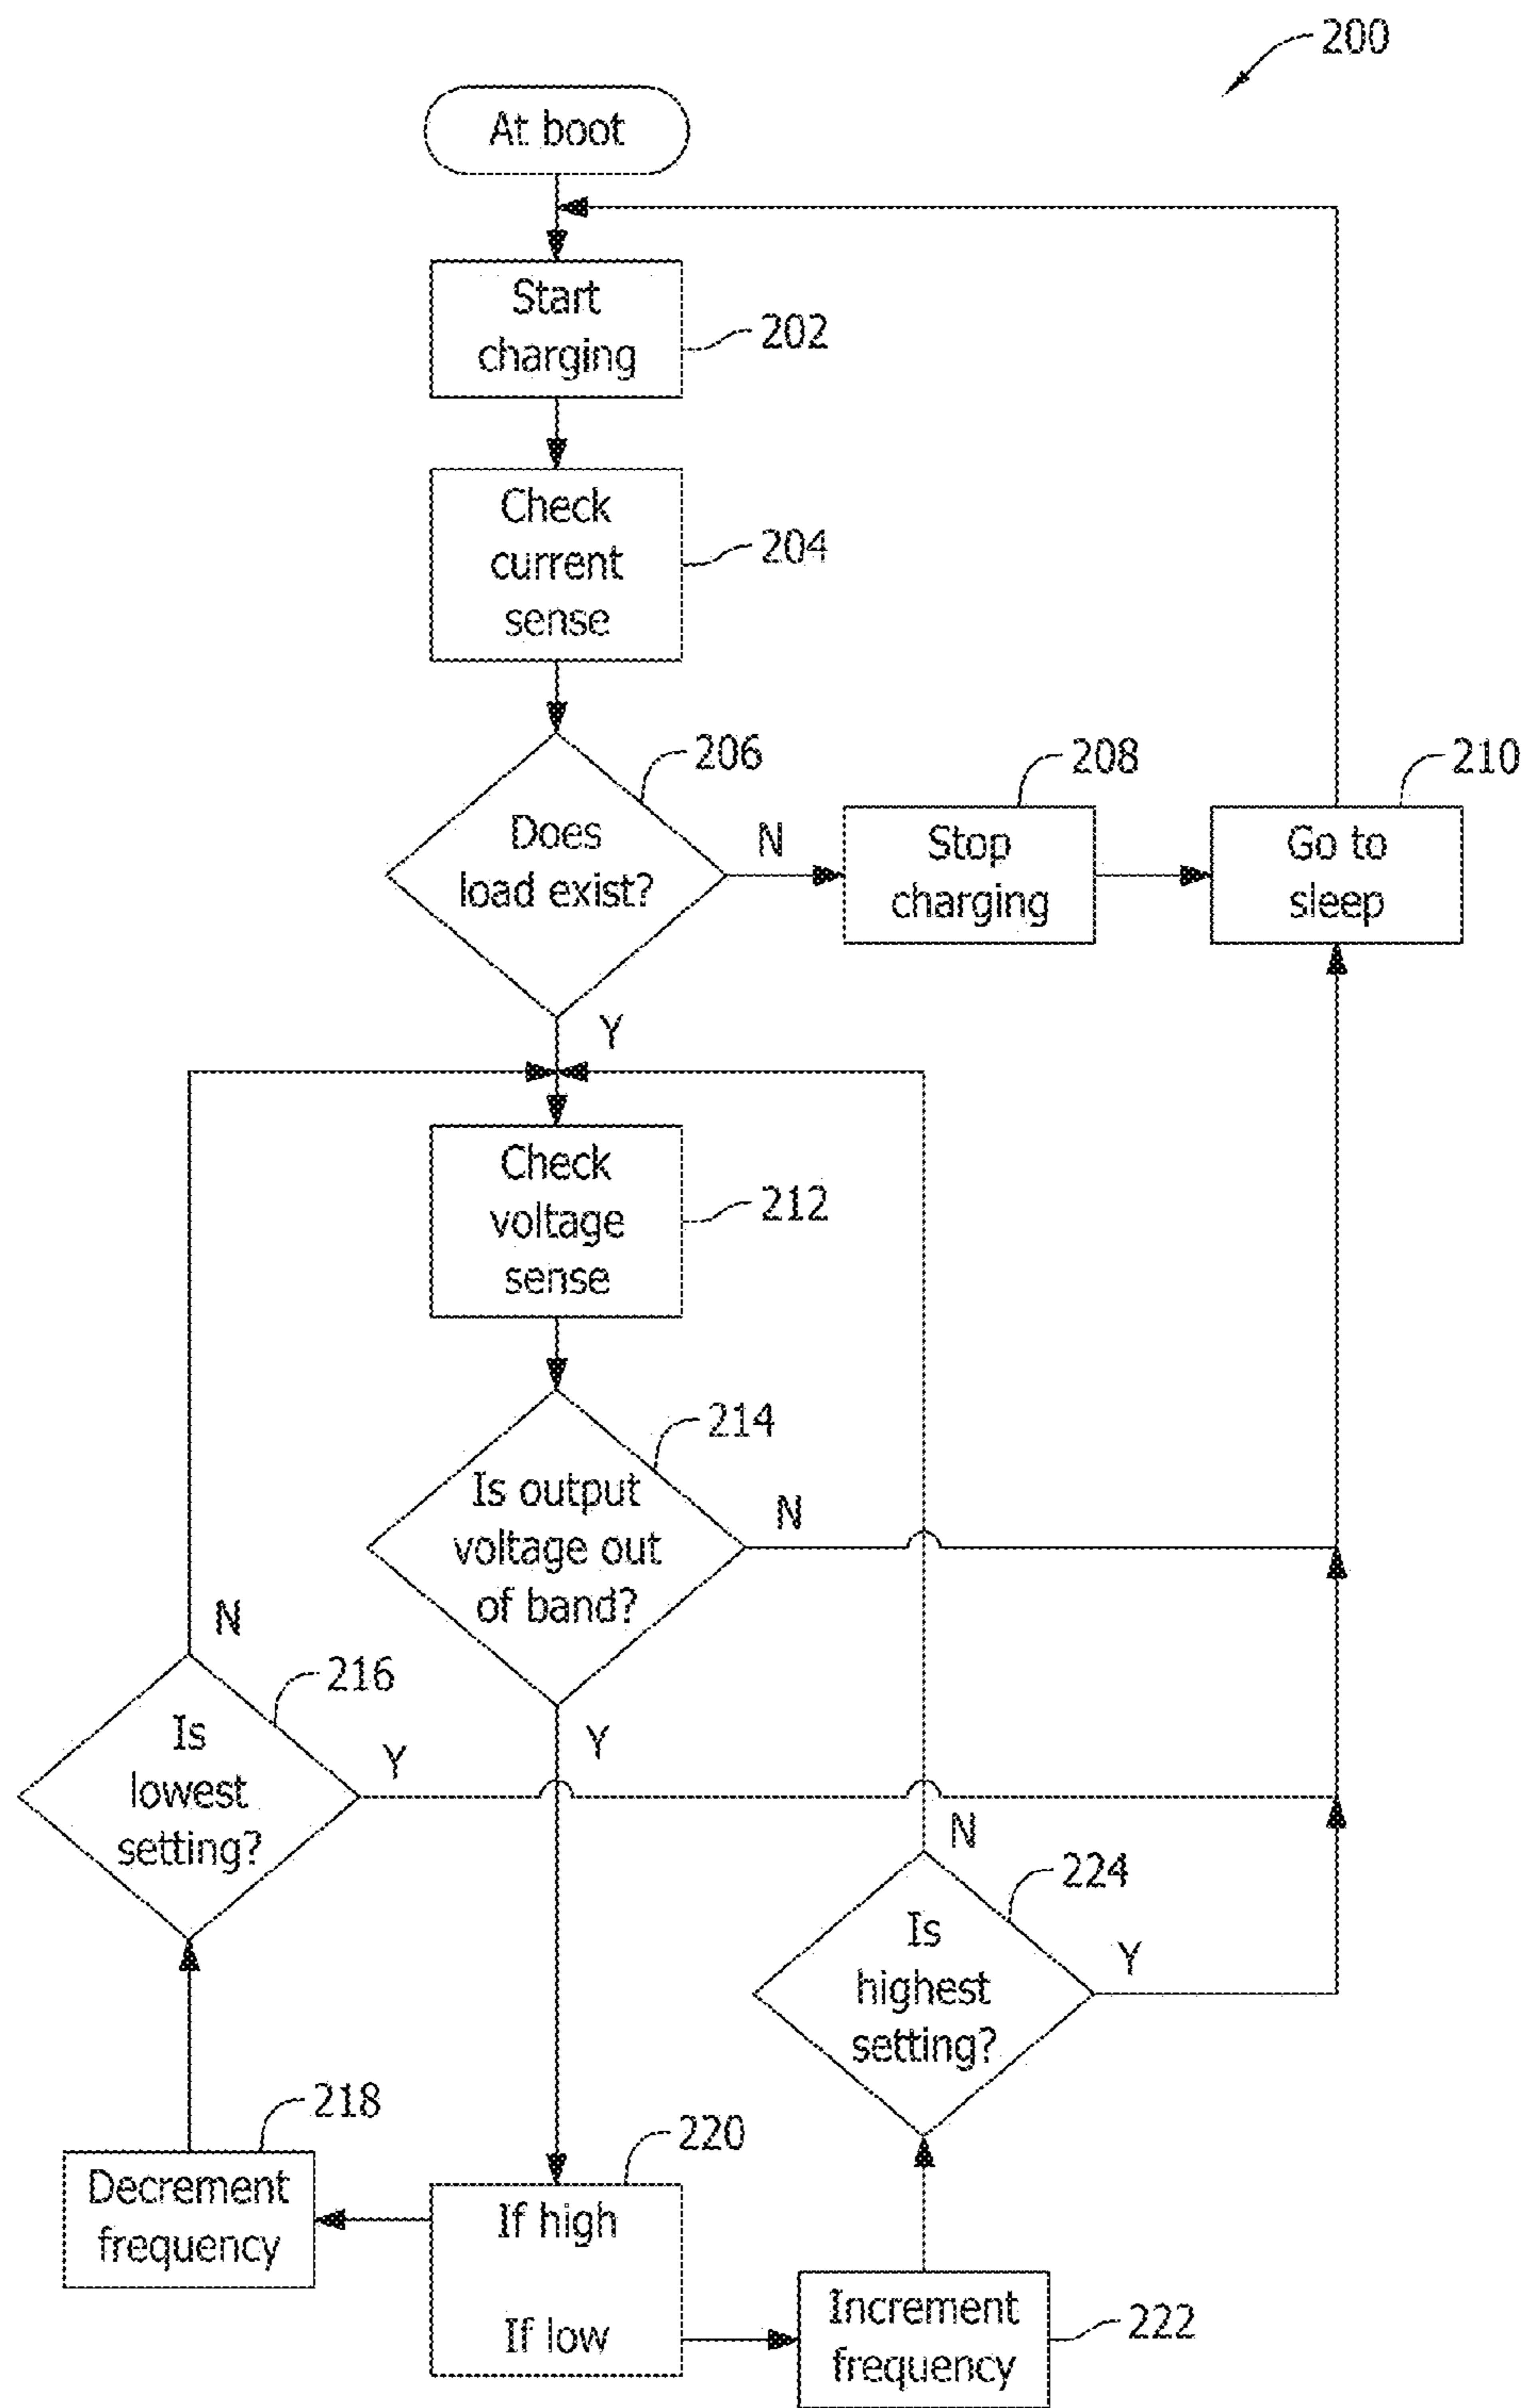 200
At boot
Start
charging
202
Check
current
sense
204
206
Does
load exist?
N
Y
208
Stop
charging
210
Go to
sleep
Check
voltage
sense
212
214
Is output
voltage out
of band?
N
Y
N
216
Is
lowest
setting?
Y
N
224
Is
highest
setting?
Y
218
Decrement
frequency
220
If high
If low
Increment
frequency
222